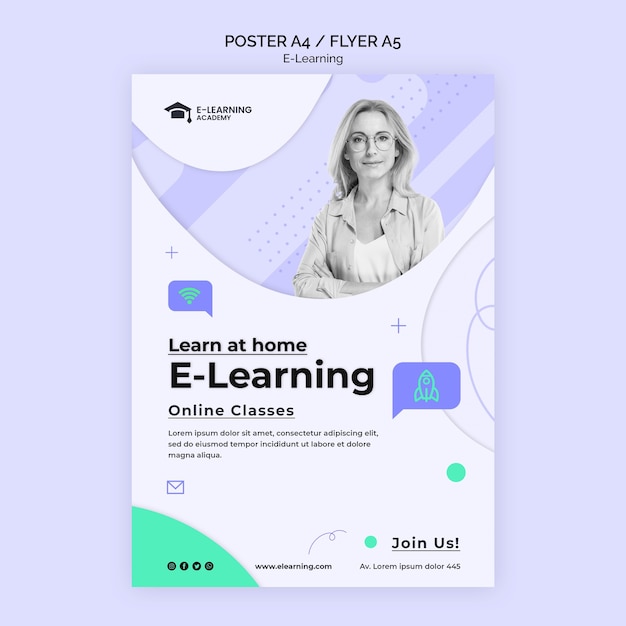 POSTER A4 / FLYER A5
E-Learning
E-LEARNING
ACADEMY
Learn at home
E-Learning
Online Classes
Lorem ipsum dolor sit amet, consectetur adipiscing elit,
sed do eiusmod tempor incididunt ut labore et dolore
magna aliqua.
Join Us!
www.elearning.com
Av. Lorem ipsum dolor 445